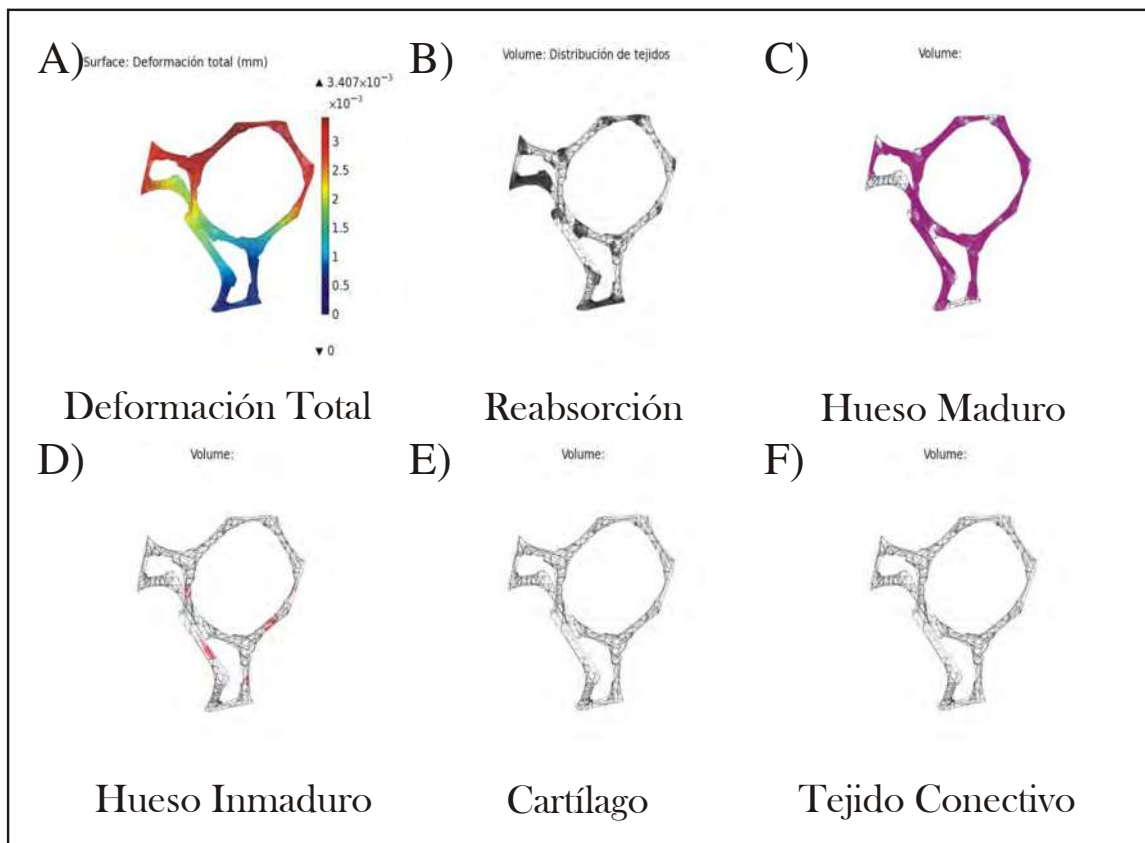 A)
Surface: Deformación total (mm)
▲ 3.407×10⁻³
×10⁻³
3
2.5
2
1.5
1
0.5
0
▼ 0
Deformación Total
B)
Volume: Distribución de tejidos
Reabsorción
C)
Volume:
Hueso Maduro
D)
Volume:
Hueso Inmaduro
E)
Volume:
Cartílago
F)
Volume:
Tejido Conectivo